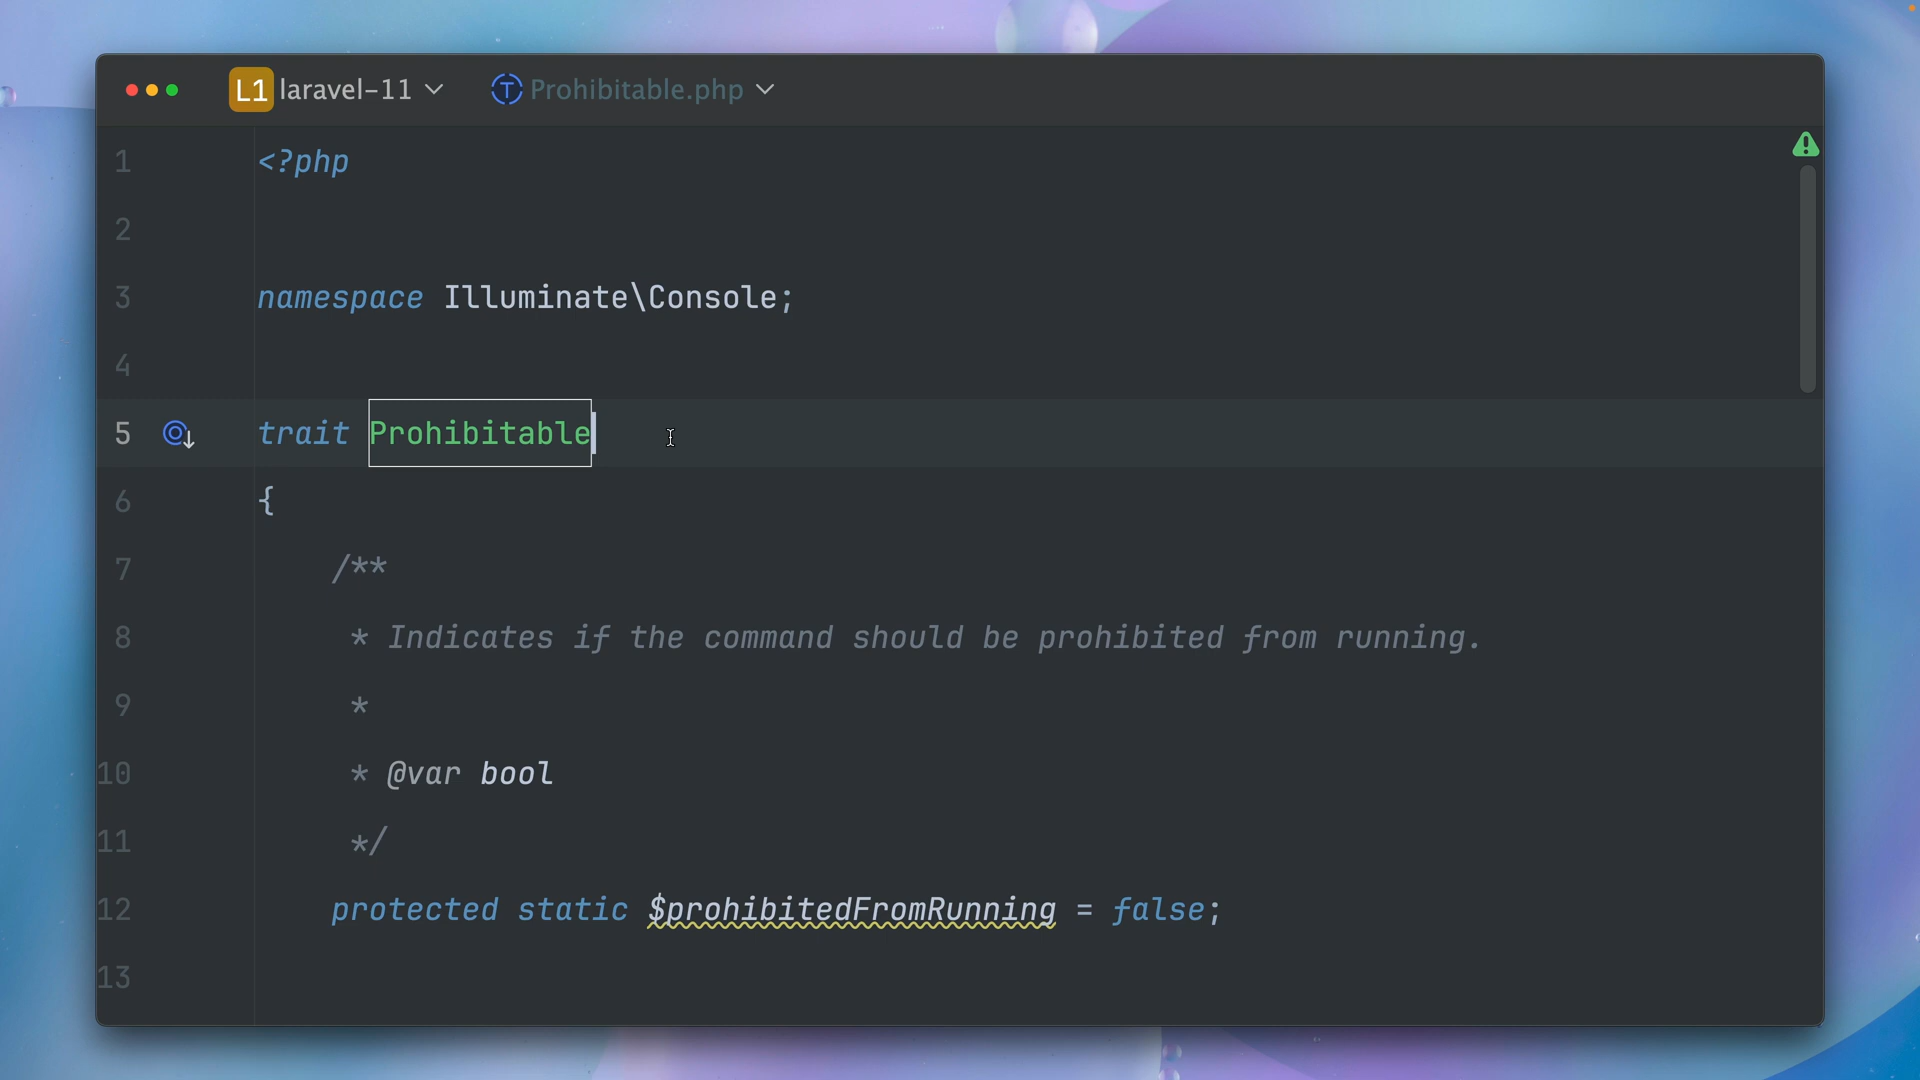 L1 laravel-11 Prohibitable.php
1 <?php
2
3 namespace Illuminate\Console;
4
5 trait Prohibitable
6 {
7 /**
8 * Indicates if the command should be prohibited from running.
9 *
10 * @var bool
11 */
12 protected static $prohibitedFromRunning = false;
13